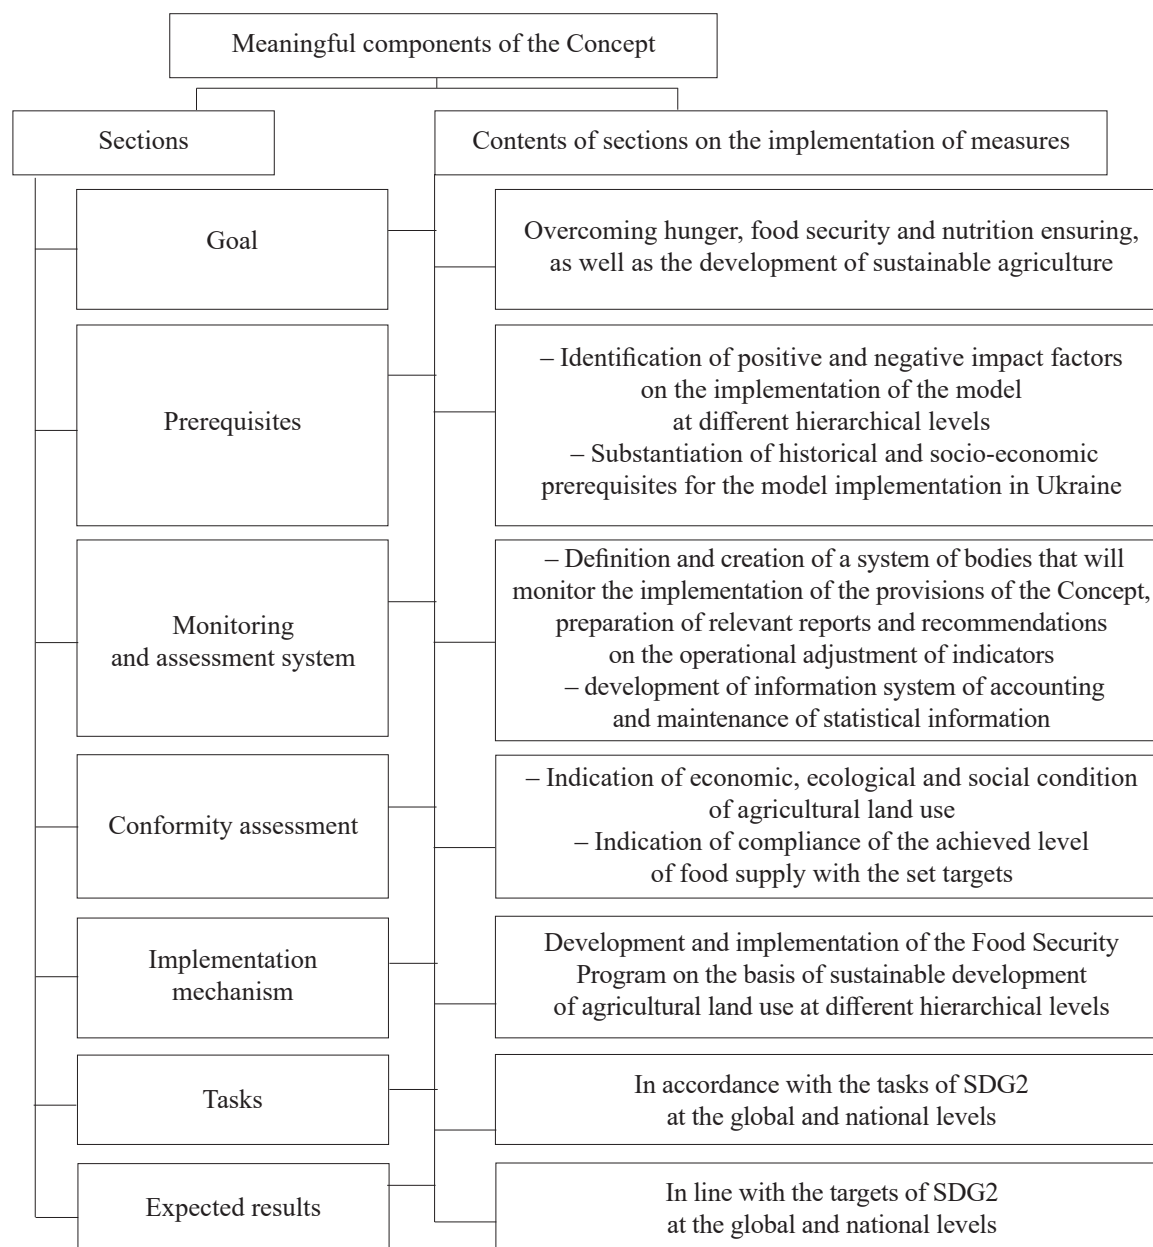 Meaningful components of the Concept
Sections
Contents of sections on the implementation of measures
Goal
Overcoming hunger, food security and nutrition ensuring,
as well as the development of sustainable agriculture
Prerequisites
– Identification of positive and negative impact factors
on the implementation of the model
at different hierarchical levels
– Substantiation of historical and socio-economic
prerequisites for the model implementation in Ukraine
Monitoring
and assessment system
– Definition and creation of a system of bodies that will
monitor the implementation of the provisions of the Concept,
preparation of relevant reports and recommendations
on the operational adjustment of indicators
– development of information system of accounting
and maintenance of statistical information
Conformity assessment
– Indication of economic, ecological and social condition
of agricultural land use
– Indication of compliance of the achieved level
of food supply with the set targets
Implementation
mechanism
Development and implementation of the Food Security
Program on the basis of sustainable development
of agricultural land use at different hierarchical levels
Tasks
In accordance with the tasks of SDG2
at the global and national levels
Expected results
In line with the targets of SDG2
at the global and national levels